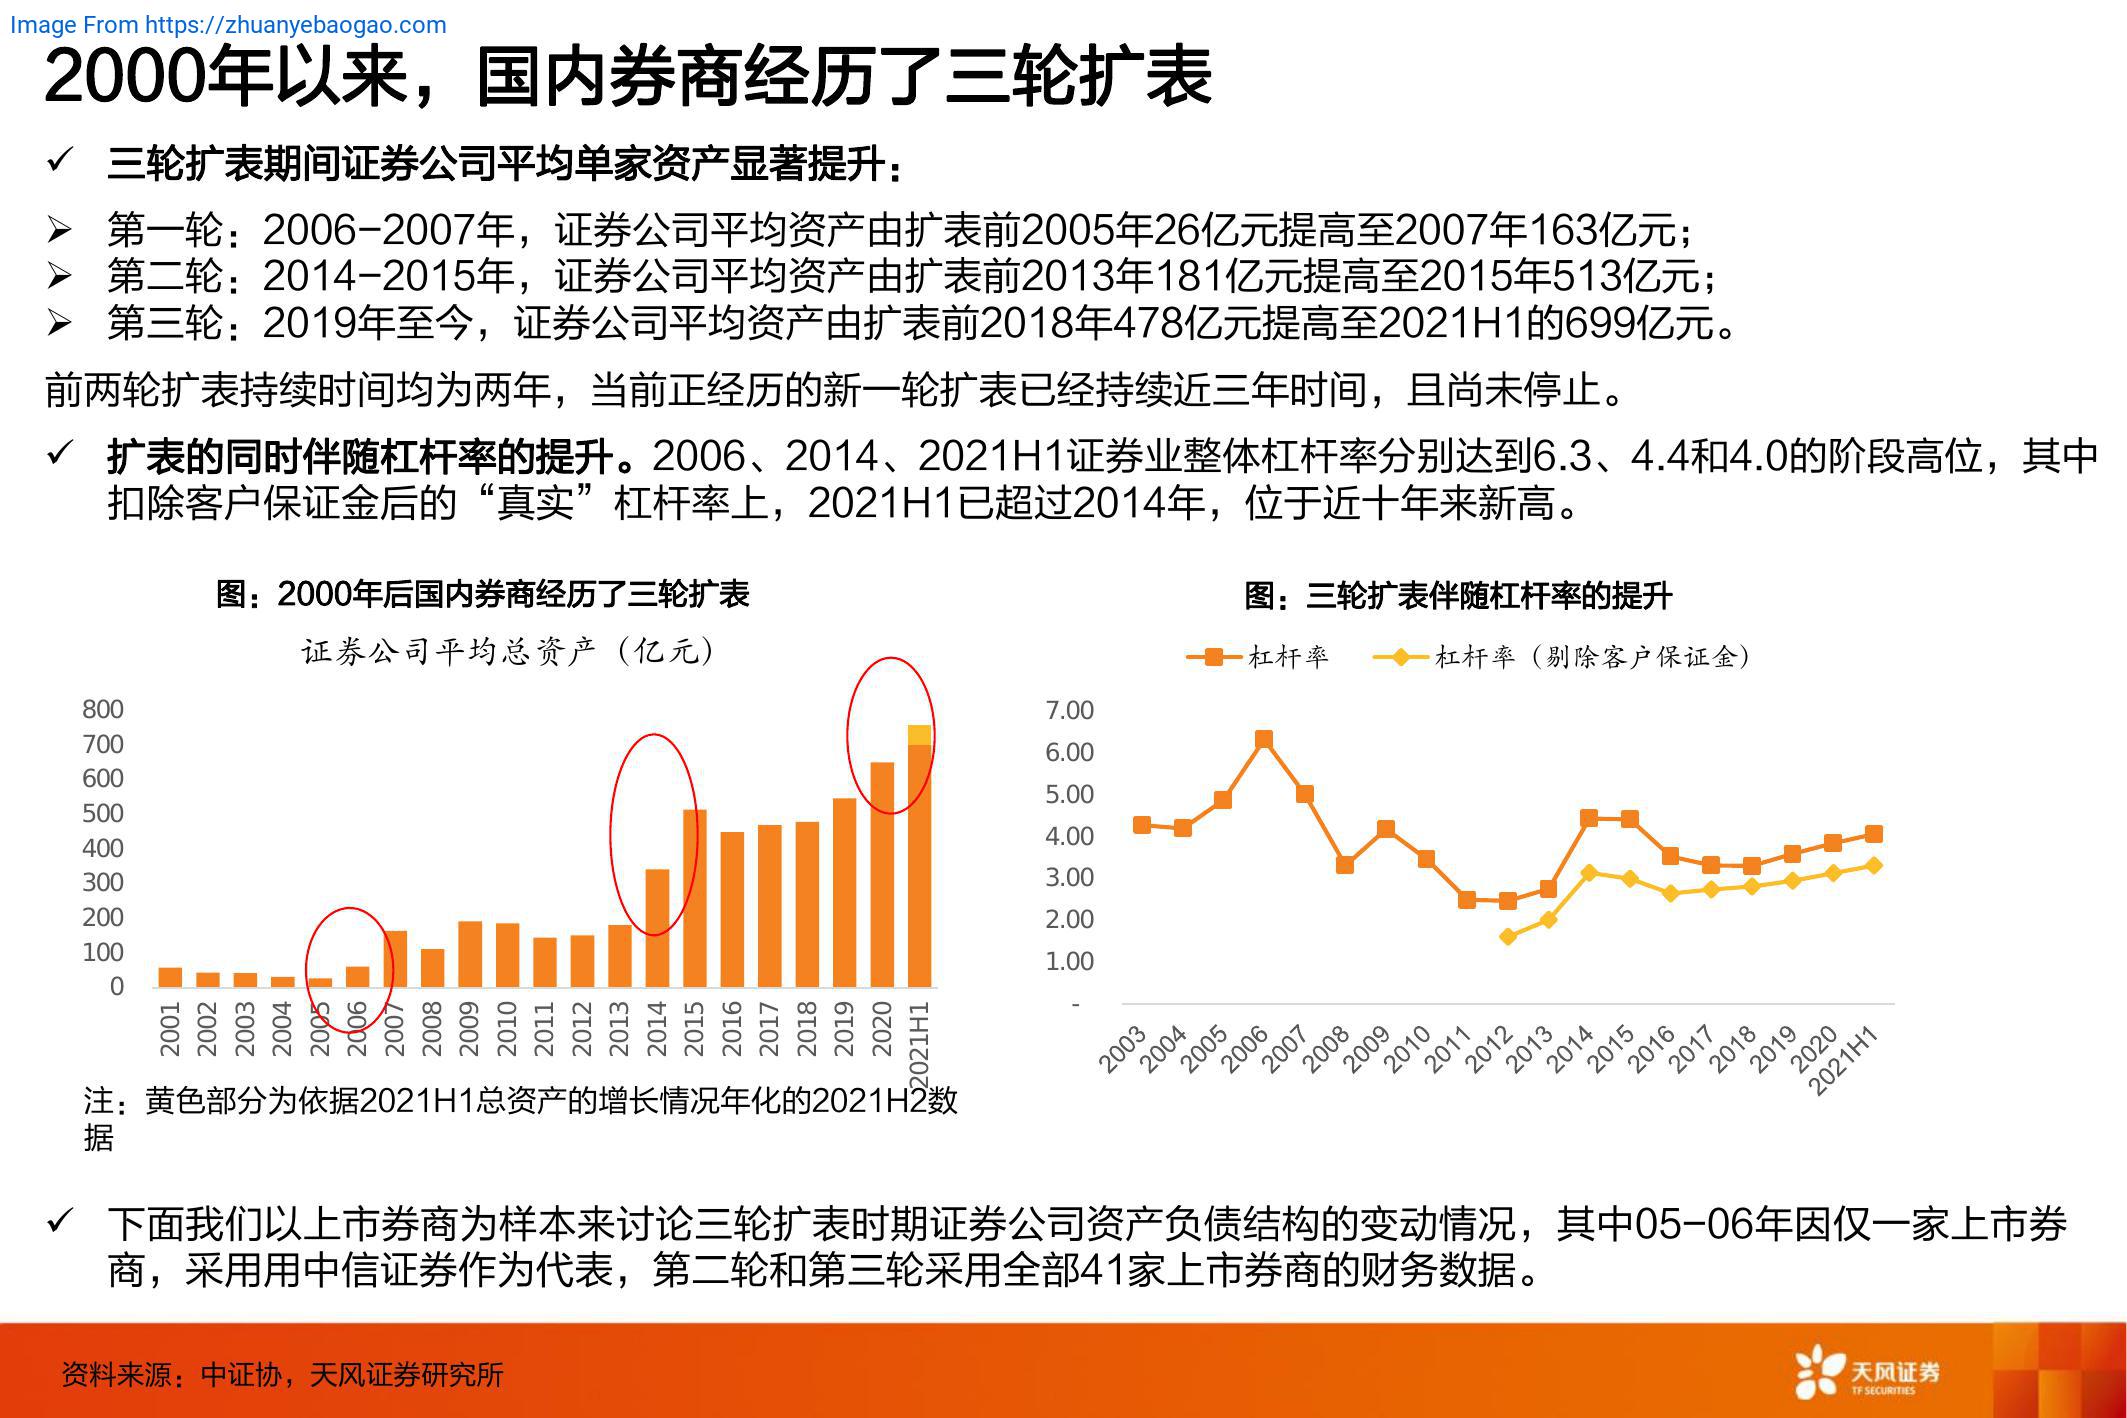 Image From https://zhuanyebaogao.com
2000年以来，国内券商经历了三轮扩表
✓ 三轮扩表期间证券公司平均单家资产显著提升：
➢ 第一轮：2006-2007年，证券公司平均资产由扩表前2005年26亿元提高至2007年163亿元；
➢ 第二轮：2014-2015年，证券公司平均资产由扩表前2013年181亿元提高至2015年513亿元；
➢ 第三轮：2019年至今，证券公司平均资产由扩表前2018年478亿元提高至2021H1的699亿元。
前两轮扩表持续时间均为两年，当前正经历的新一轮扩表已经持续近三年时间，且尚未停止。
✓ 扩表的同时伴随杠杆率的提升。2006、2014、2021H1证券业整体杠杆率分别达到6.3、4.4和4.0的阶段高位，其中
扣除客户保证金后的“真实”杠杆率上，2021H1已超过2014年，位于近十年来新高。
图：2000年后国内券商经历了三轮扩表
证券公司平均总资产（亿元）
800
700
600
500
400
300
200
100
0
2001 2002 2003 2004 2005 2006 2007 2008 2009 2010 2011 2012 2013 2014 2015 2016 2017 2018 2019 2020 2021H1
注：黄色部分为依据2021H1总资产的增长情况年化的2021H2数
据
图：三轮扩表伴随杠杆率的提升
杠杆率 杠杆率（剔除客户保证金）
7.00
6.00
5.00
4.00
3.00
2.00
1.00
-
2003 2004 2005 2006 2007 2008 2009 2010 2011 2012 2013 2014 2015 2016 2017 2018 2019 2020 2021H1
✓ 下面我们以上市券商为样本来讨论三轮扩表时期证券公司资产负债结构的变动情况，其中05-06年因仅一家上市券
商，采用用中信证券作为代表，第二轮和第三轮采用全部41家上市券商的财务数据。
资料来源：中证协，天风证券研究所
天风证券
TF SECURITIES